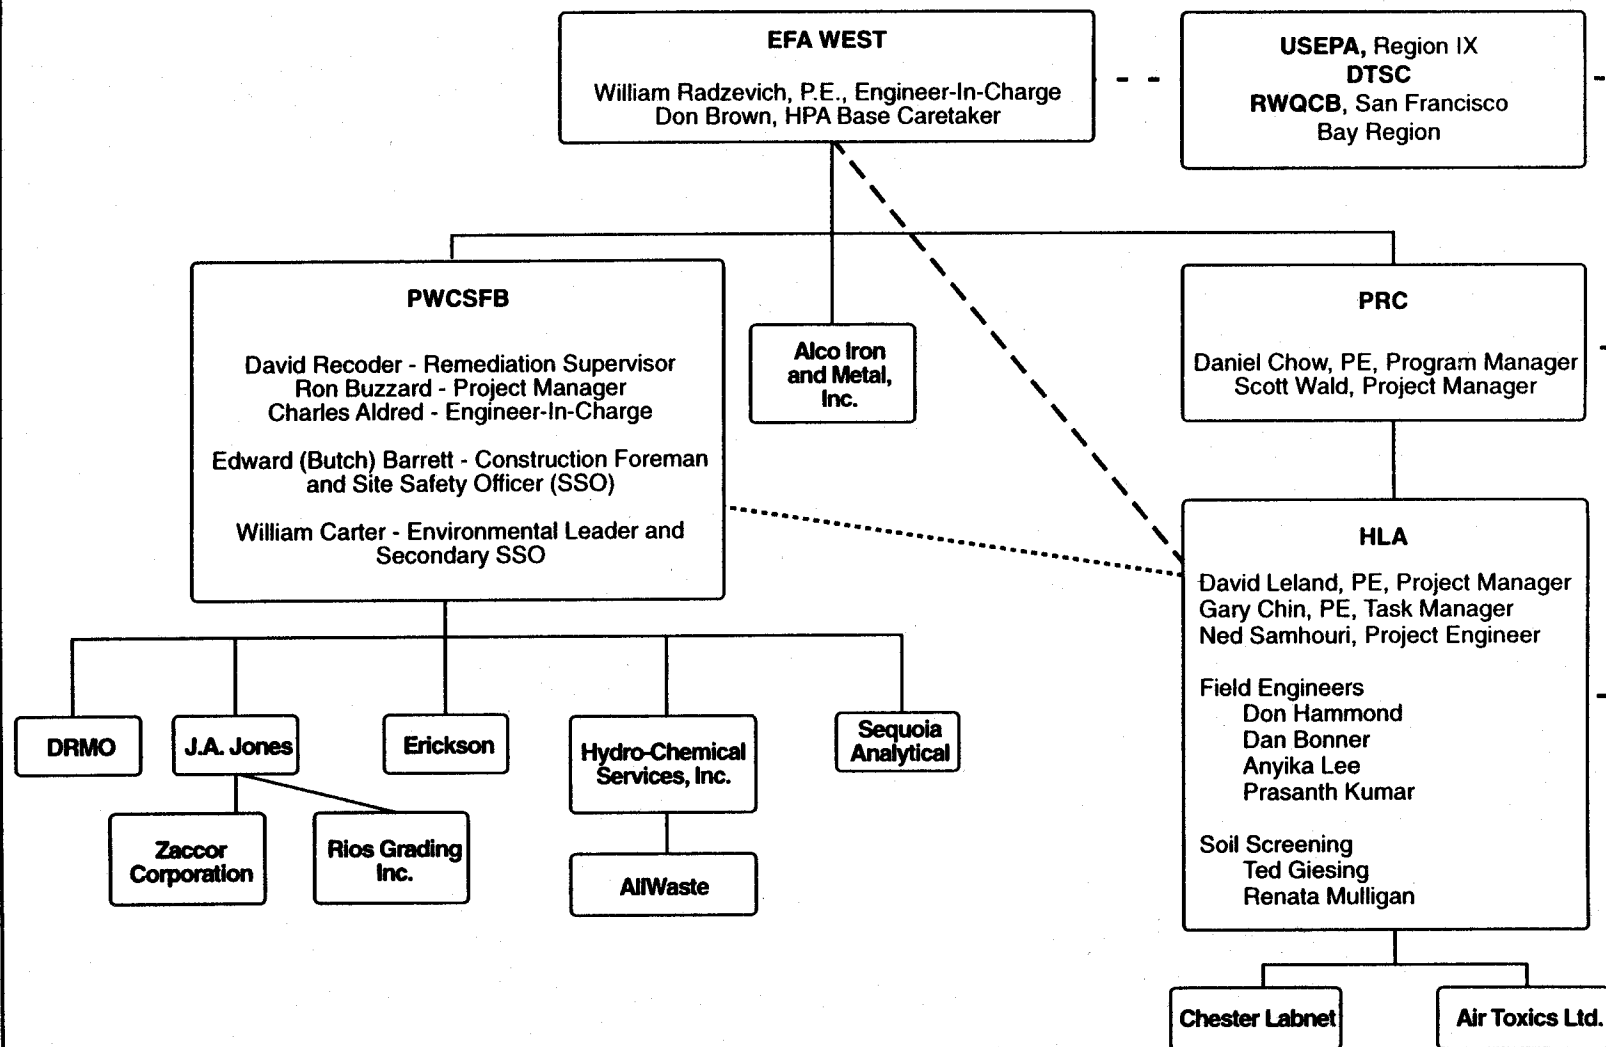 EFA WEST
William Radzevich, P.E., Engineer-In-Charge
Don Brown, HPA Base Caretaker
USEPA, Region IX
DTSC
RWQCB, San Francisco
Bay Region
PWCSFB
David Recoder - Remediation Supervisor
Ron Buzzard - Project Manager
Charles Aldred - Engineer-In-Charge
Edward (Butch) Barrett - Construction Foreman
and Site Safety Officer (SSO)
William Carter - Environmental Leader and
Secondary SSO
Alco Iron
and Metal,
Inc.
PRC
Daniel Chow, PE, Program Manager
Scott Wald, Project Manager
HLA
David Leland, PE, Project Manager
Gary Chin, PE, Task Manager
Ned Samhouri, Project Engineer
Field Engineers
Don Hammond
Dan Bonner
Anyika Lee
Prasanth Kumar
Soil Screening
Ted Giesing
Renata Mulligan
DRMO
J.A. Jones
Erickson
Hydro-Chemical
Services, Inc.
Sequoia
Analytical
Zaccor
Corporation
Rios Grading
Inc.
AllWaste
Chester Labnet
Air Toxics Ltd.